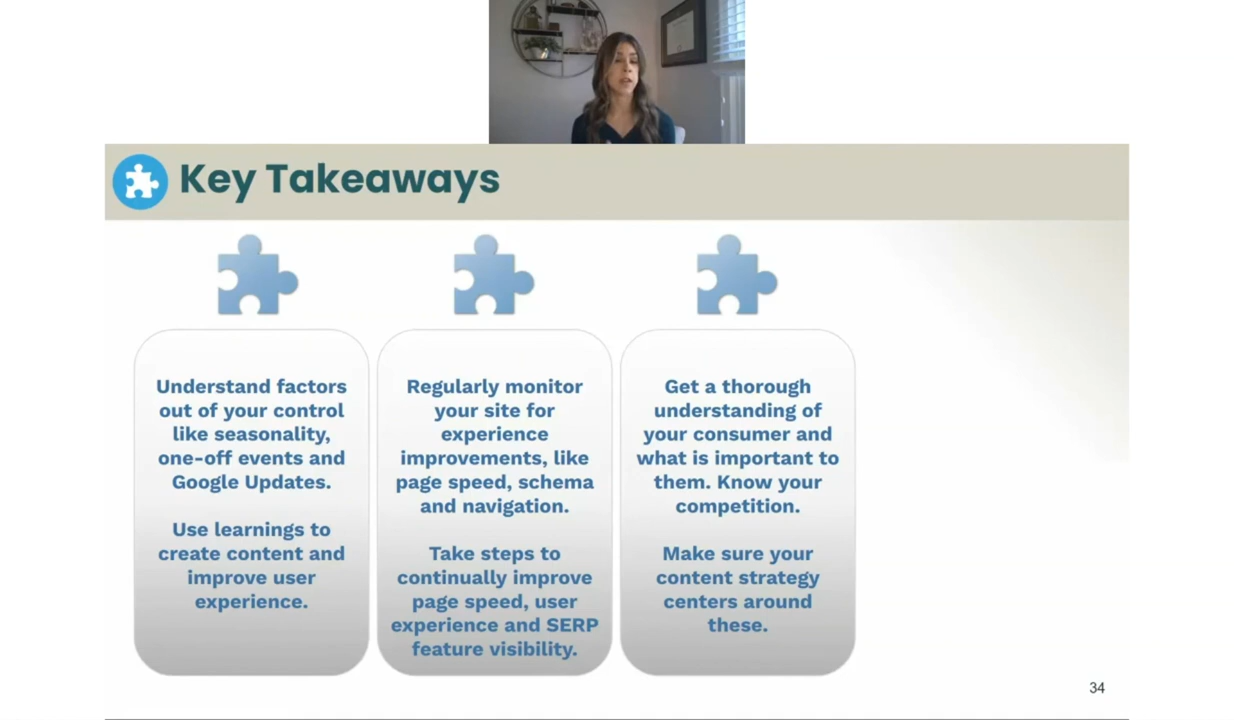 Key Takeaways
Understand factors
out of your control
like seasonality,
one-off events and
Google Updates.
Use learnings to
create content and
improve user
experience.
Regularly monitor
your site for
experience
improvements, like
page speed, schema
and navigation.
Take steps to
continually improve
page speed, user
experience and SERP
feature visibility.
Get a thorough
understanding of
your consumer and
what is important to
them. Know your
competition.
Make sure your
content strategy
centers around
these.
34